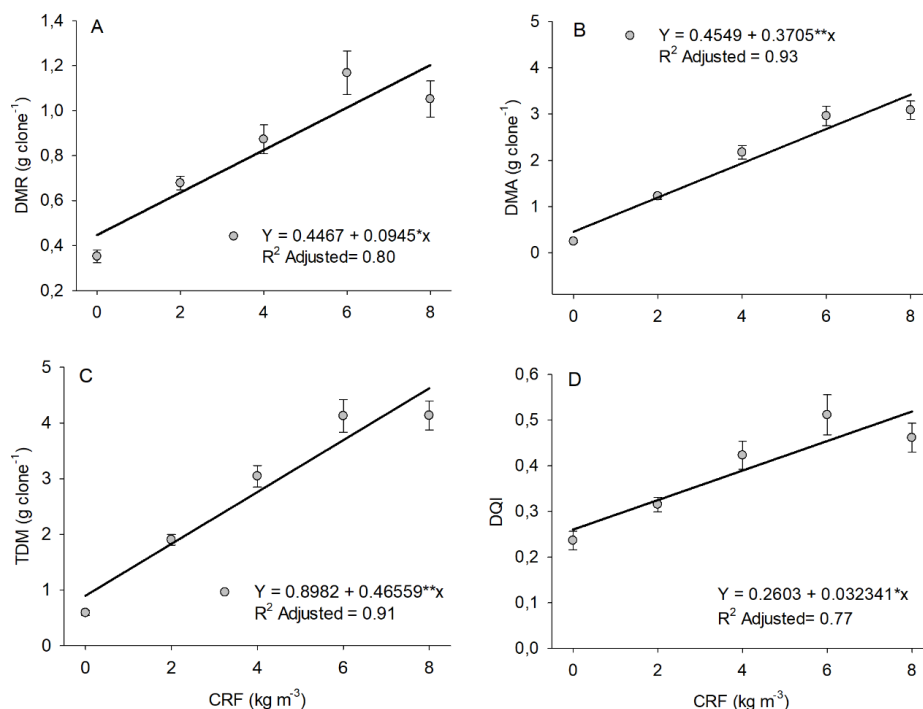 A
1,4
1,2
1,0
0,8
0,6
0,4
0,2
DMR (g clone⁻¹)
Y = 0.4467 + 0.0945*x
R² Adjusted= 0.80
0 2 4 6 8
B
5
4
3
2
1
0
DMA (g clone⁻¹)
Y = 0.4549 + 0.3705**x
R² Adjusted = 0.93
0 2 4 6 8
C
5
4
3
2
1
0
TDM (g clone⁻¹)
Y = 0.8982 + 0.46559**x
R² Adjusted = 0.91
0 2 4 6 8
CRF (kg m⁻³)
D
0,6
0,5
0,4
0,3
0,2
0,1
0,0
DQI
Y = 0.2603 + 0.032341*x
R² Adjusted= 0.77
0 2 4 6 8
CRF (kg m⁻³)